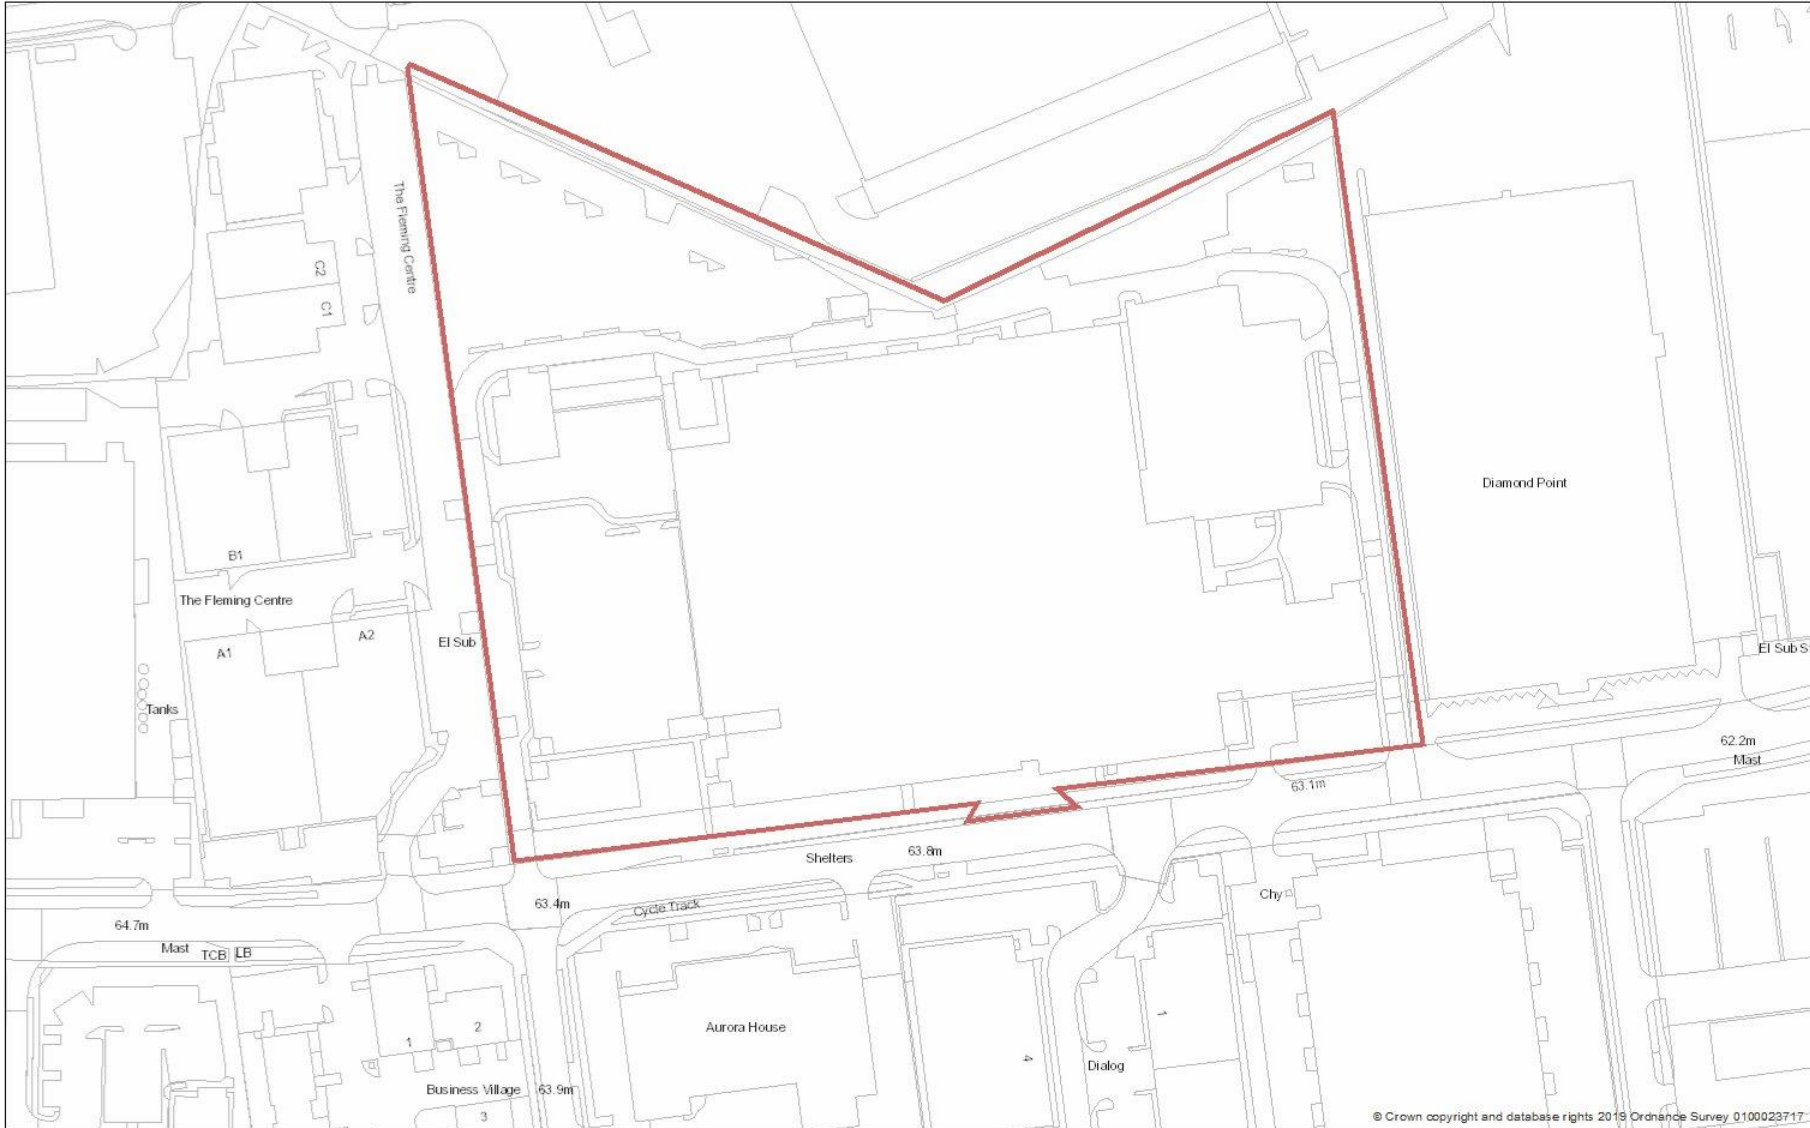 The Fleming Centre
C2
C1
Diamond Point
B1
The Fleming Centre
A2
A1
El Sub
El Sub S
Tanks
62.2m
Mast
63.1m
Shelters
63.8m
Chy
63.4m
Cycle Track
64.7m
Mast
TCB
LB
Aurora House
1
2
1
4
Dialog
Business Village
63.9m
3
© Crown copyright and database rights 2019 Ordnance Survey 0100023717